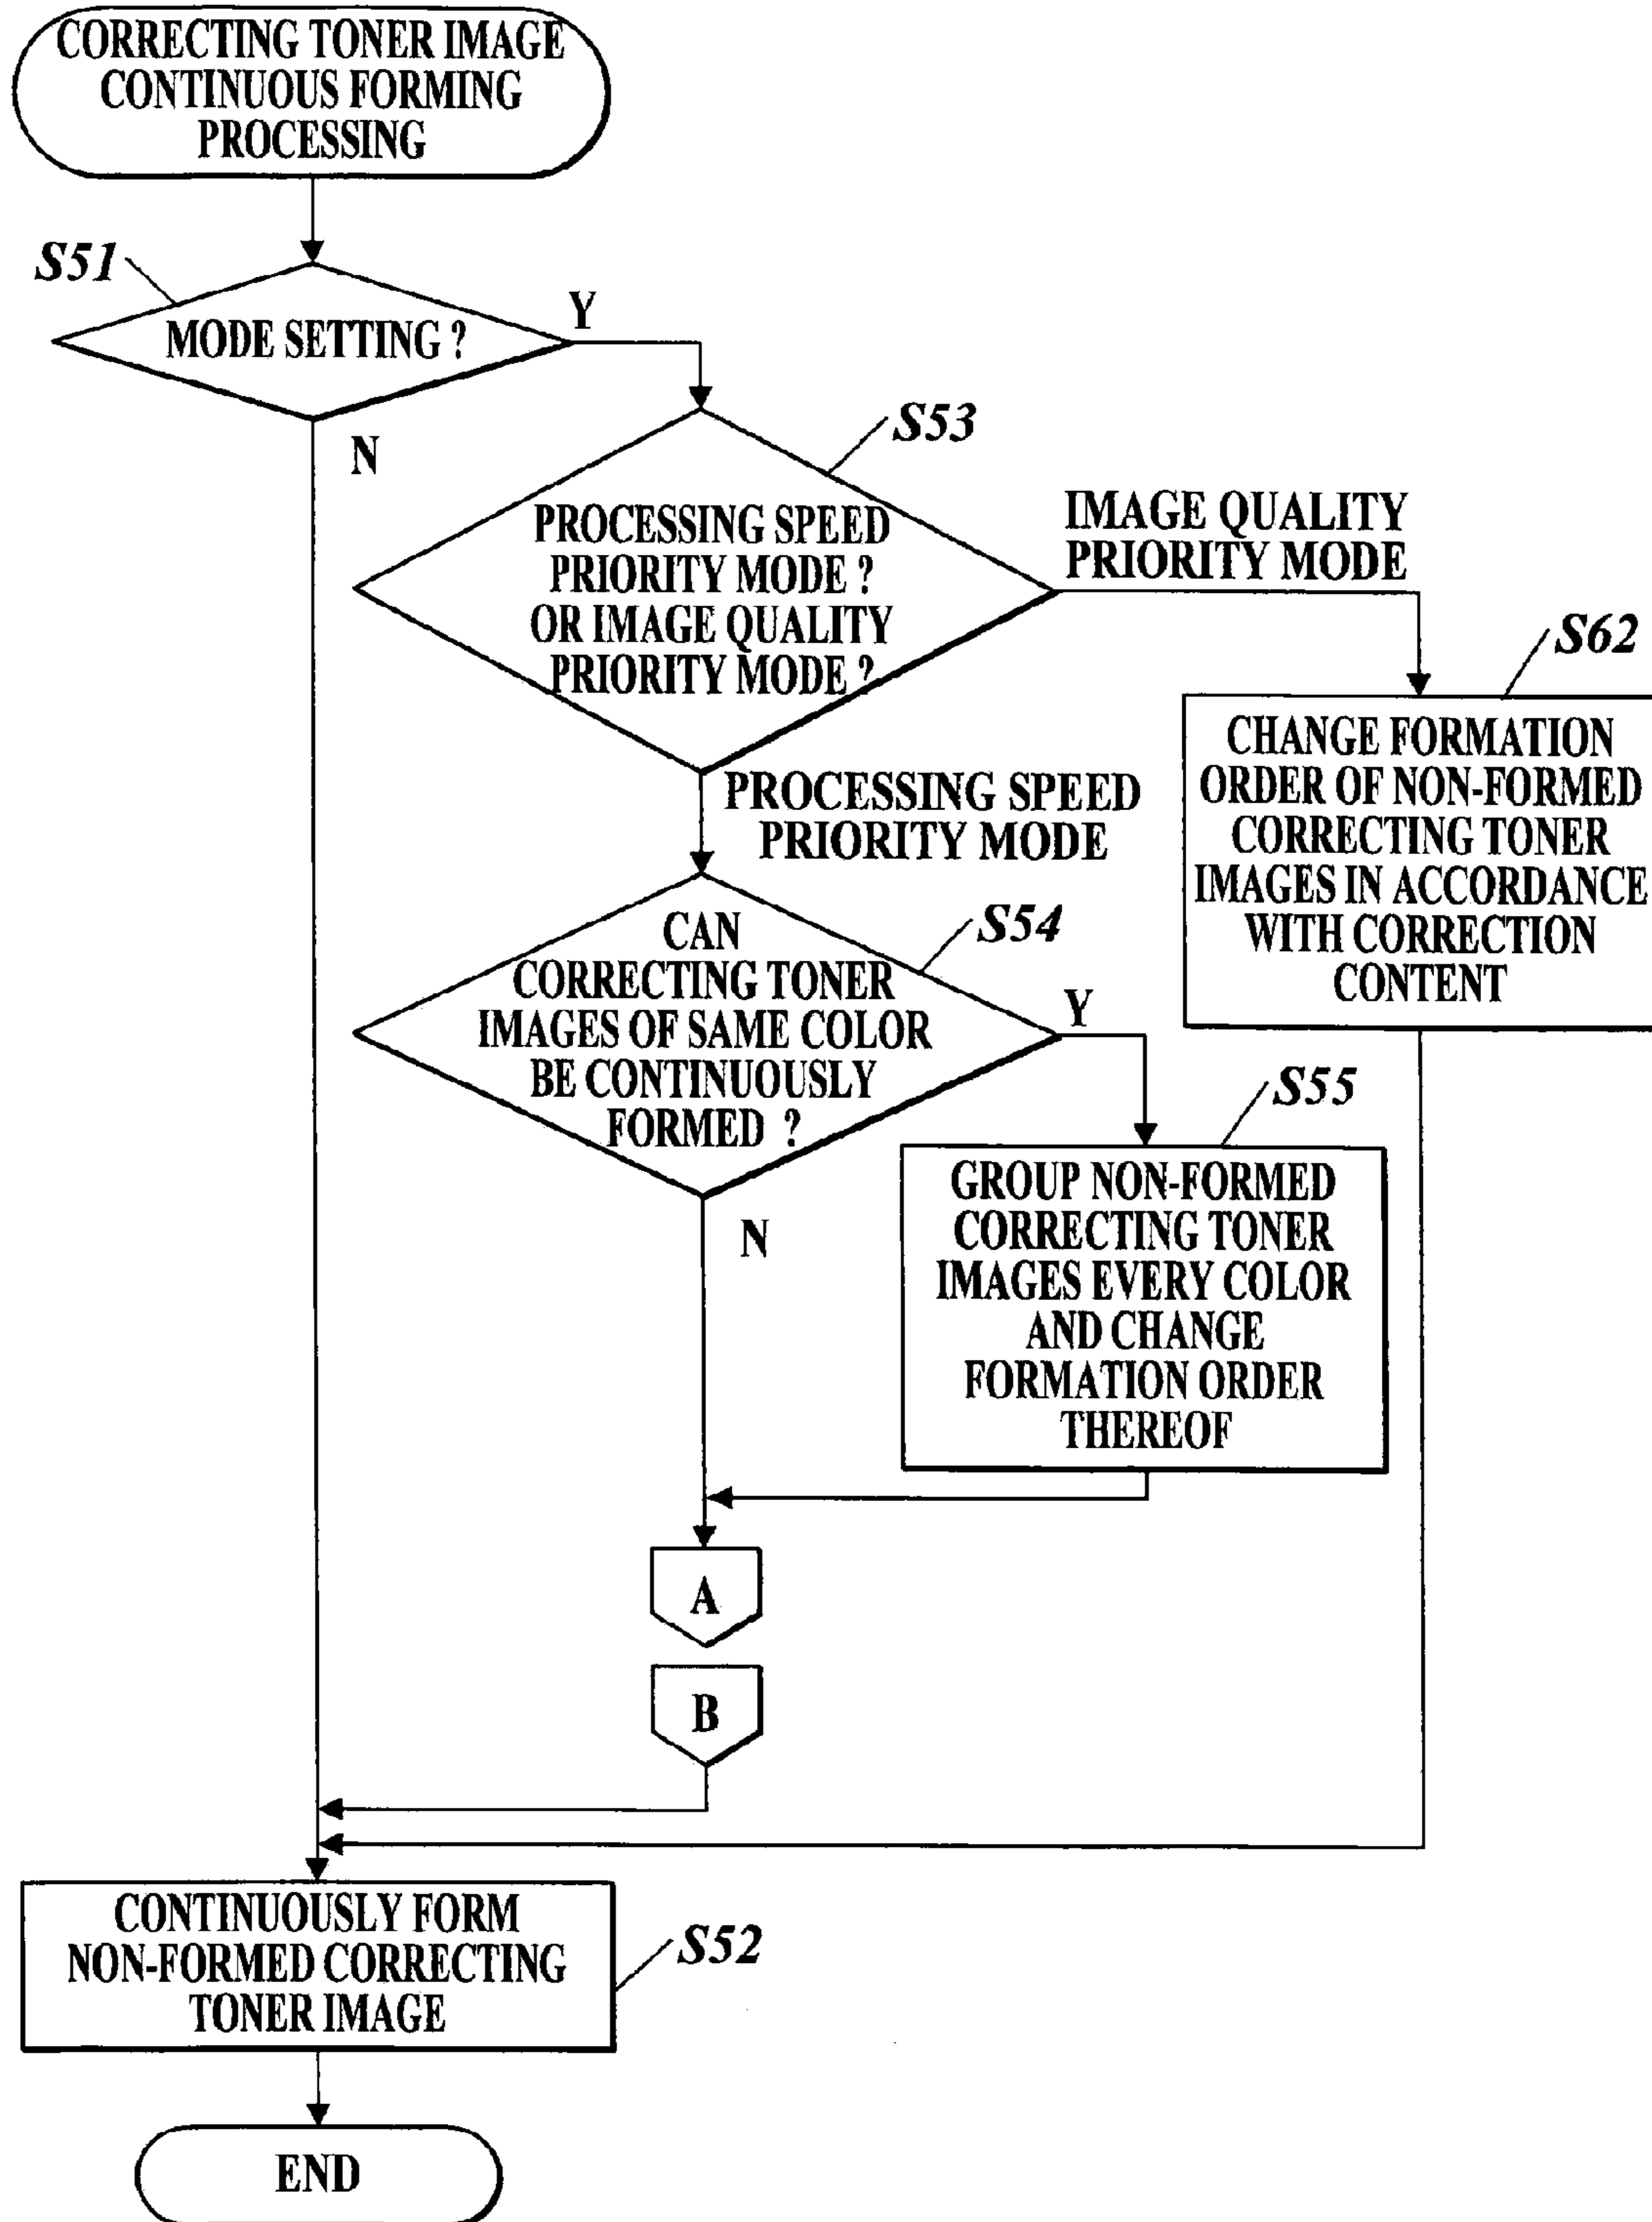 CORRECTING TONER IMAGE
CONTINUOUS FORMING
PROCESSING
S51
MODE SETTING ?
Y
N
S53
PROCESSING SPEED
PRIORITY MODE ?
OR IMAGE QUALITY
PRIORITY MODE ?
IMAGE QUALITY
PRIORITY MODE
S62
CHANGE FORMATION
ORDER OF NON-FORMED
CORRECTING TONER
IMAGES IN ACCORDANCE
WITH CORRECTION
CONTENT
PROCESSING SPEED
PRIORITY MODE
S54
CAN
CORRECTING TONER
IMAGES OF SAME COLOR
BE CONTINUOUSLY
FORMED ?
Y
N
S55
GROUP NON-FORMED
CORRECTING TONER
IMAGES EVERY COLOR
AND CHANGE
FORMATION ORDER
THEREOF
A
B
CONTINUOUSLY FORM
NON-FORMED CORRECTING
TONER IMAGE
S52
END